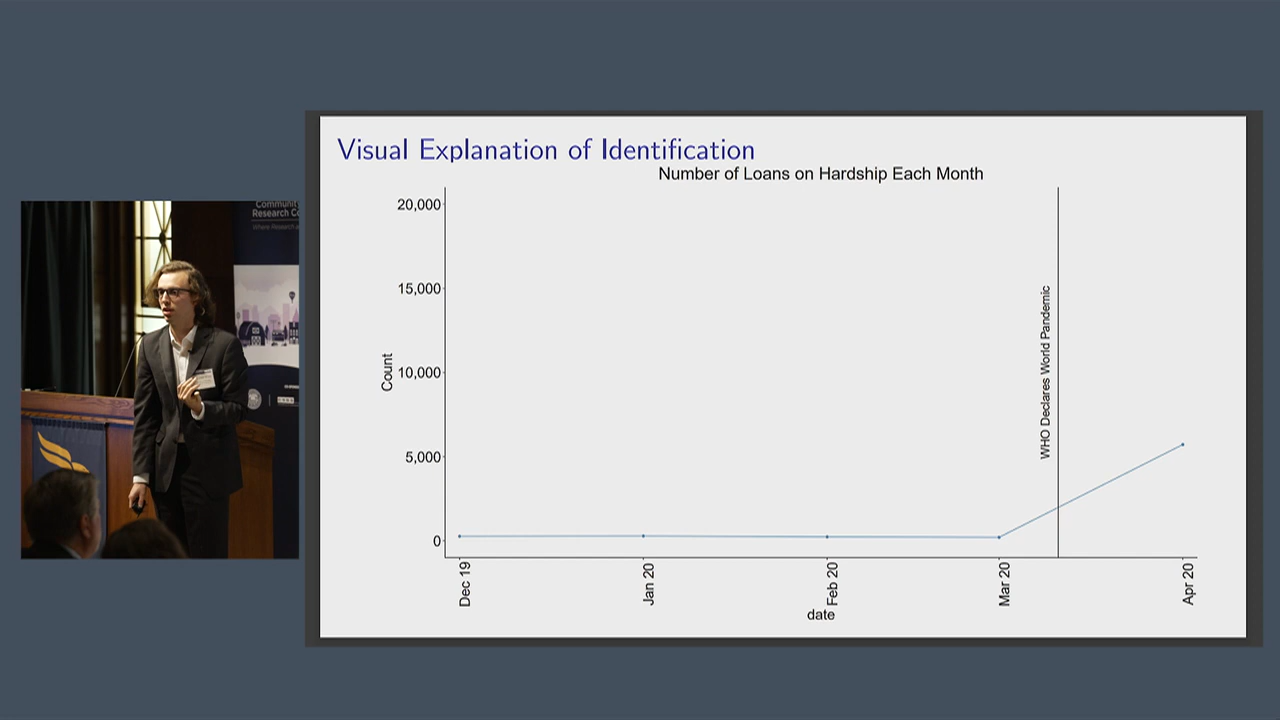 Community
Research Co
Where Research a
Visual Explanation of Identification
Number of Loans on Hardship Each Month
20,000
15,000
10,000
5,000
0
Count
WHO Declares World Pandemic
Dec 19
Jan 20
Feb 20
Mar 20
Apr 20
date